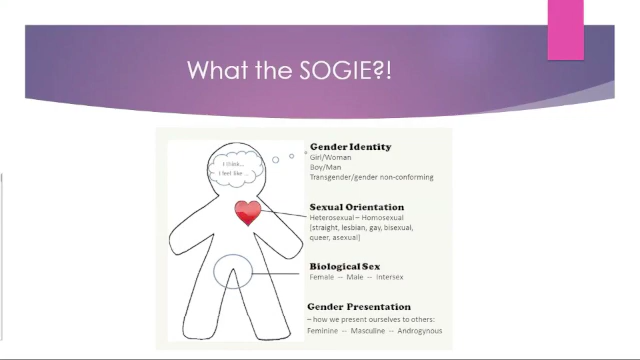 What the SOGIE?!
I think...
I feel like ...
Gender Identity
Girl/Woman
Boy/Man
Transgender/gender non-conforming
Sexual Orientation
Heterosexual – Homosexual
[straight, lesbian, gay, bisexual,
queer, asexual]
Biological Sex
Female -- Male -- Intersex
Gender Presentation
– how we present ourselves to others:
Feminine -- Masculine -- Androgynous